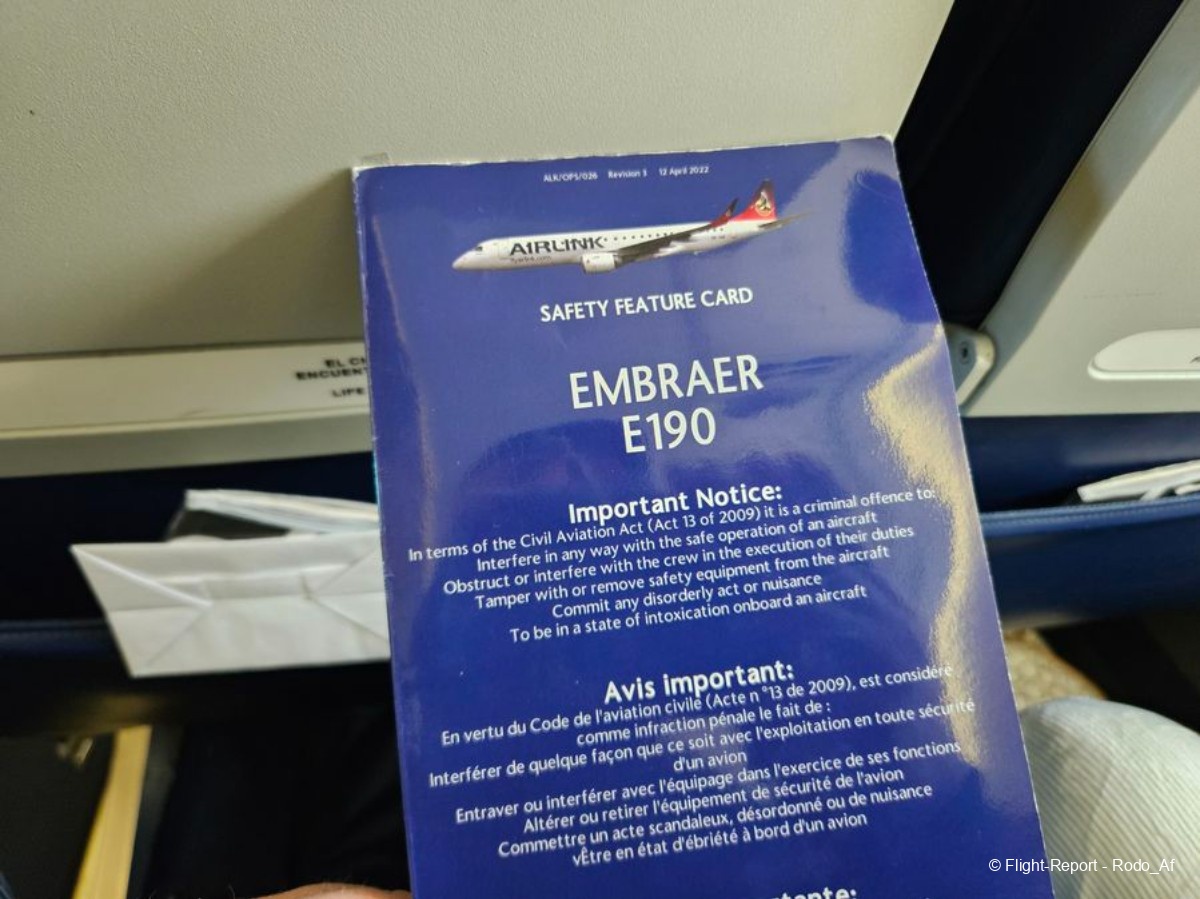 ALK/OPS/026 Revision 3 12 April 2022
AIRLINK
SAFETY FEATURE CARD
EMBRAER
E190
Important Notice:
In terms of the Civil Aviation Act (Act 13 of 2009) it is a criminal offence to:
Interfere in any way with the safe operation of an aircraft
Obstruct or interfere with the crew in the execution of their duties
Tamper with or remove safety equipment from the aircraft
Commit any disorderly act or nuisance
To be in a state of intoxication onboard an aircraft
EL
ENCUEN
LIFE
Avis important:
En vertu du Code de l'aviation civile (Acte n °13 de 2009), est considéré
comme infraction pénale le fait de :
Interférer de quelque façon que ce soit avec l'exploitation en toute sécurité
d'un avion
Entraver ou interférer avec l'équipage dans l'exercice de ses fonctions
Altérer ou retirer l'équipement de sécurité de l'avion
Commettre un acte scandaleux, désordonné ou de nuisance
vÊtre en état d'ébriété à bord d'un avion
© Flight-Report - Rodo_Af